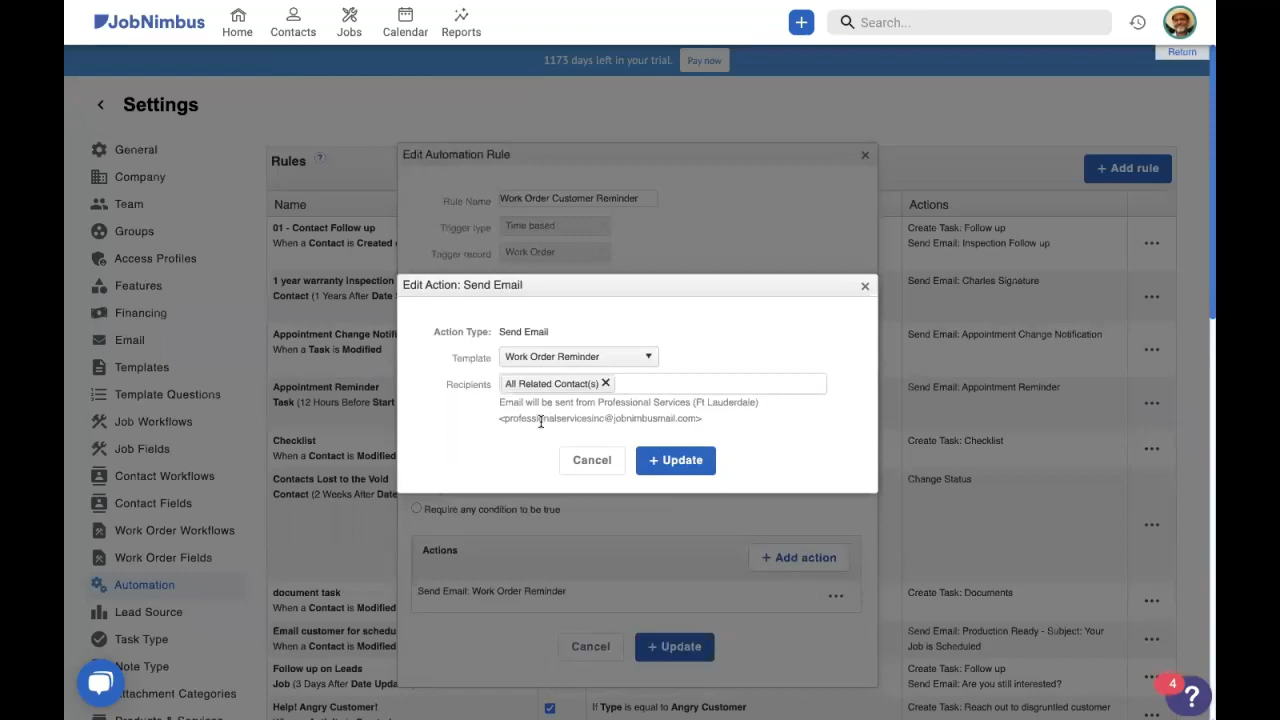 JobNimbus
Home
Contacts
Jobs
Calendar
Reports
+
Search...
Return
1173 days left in your trial.
Pay now
Settings
General
Company
Team
Groups
Access Profiles
Features
Financing
Email
Templates
Template Questions
Job Workflows
Job Fields
Contact Workflows
Contact Fields
Work Order Workflows
Work Order Fields
Automation
Lead Source
Task Type
Note Type
Attachment Categories
Rules ?
+ Add rule
Name
Actions
01 - Contact Follow up
When a Contact is Created
Create Task: Follow up
Send Email: Inspection Follow up
1 year warranty Inspection
Contact (1 Years After Date
Send Email: Charles Signature
Appointment Change Notifi
When a Task is Modified
Send Email: Appointment Change Notification
Appointment Reminder
Task (12 Hours Before Start
Send Email: Appointment Reminder
Checklist
When a Contact is Modified
Create Task: Checklist
Contacts Lost to the Void
Contact (2 Weeks After Date
Change Status
document task
When a Contact is Modified
Create Task: Documents
Email customer for schedu
When a Contact is Modified
Send Email: Production Ready - Subject: Your
Job is Scheduled
Follow up on Leads
Job (3 Days After Date Upda
Create Task: Follow up
Send Email: Are you still interested?
Help! Angry Customer!
If Type is equal to Angry Customer
Create Task: Reach out to disgruntled customer
Edit Automation Rule
Rule Name
Work Order Customer Reminder
Trigger type
Time based
Trigger record
Work Order
Edit Action: Send Email
Action Type:
Send Email
Template
Work Order Reminder
Recipients
All Related Contact(s)
Email will be sent from Professional Services (Ft Lauderdale)
<professionalservicesinc@jobnimbusmail.com>
Cancel
+ Update
Require any condition to be true
Actions
+ Add action
Send Email: Work Order Reminder
Cancel
+ Update
4
?